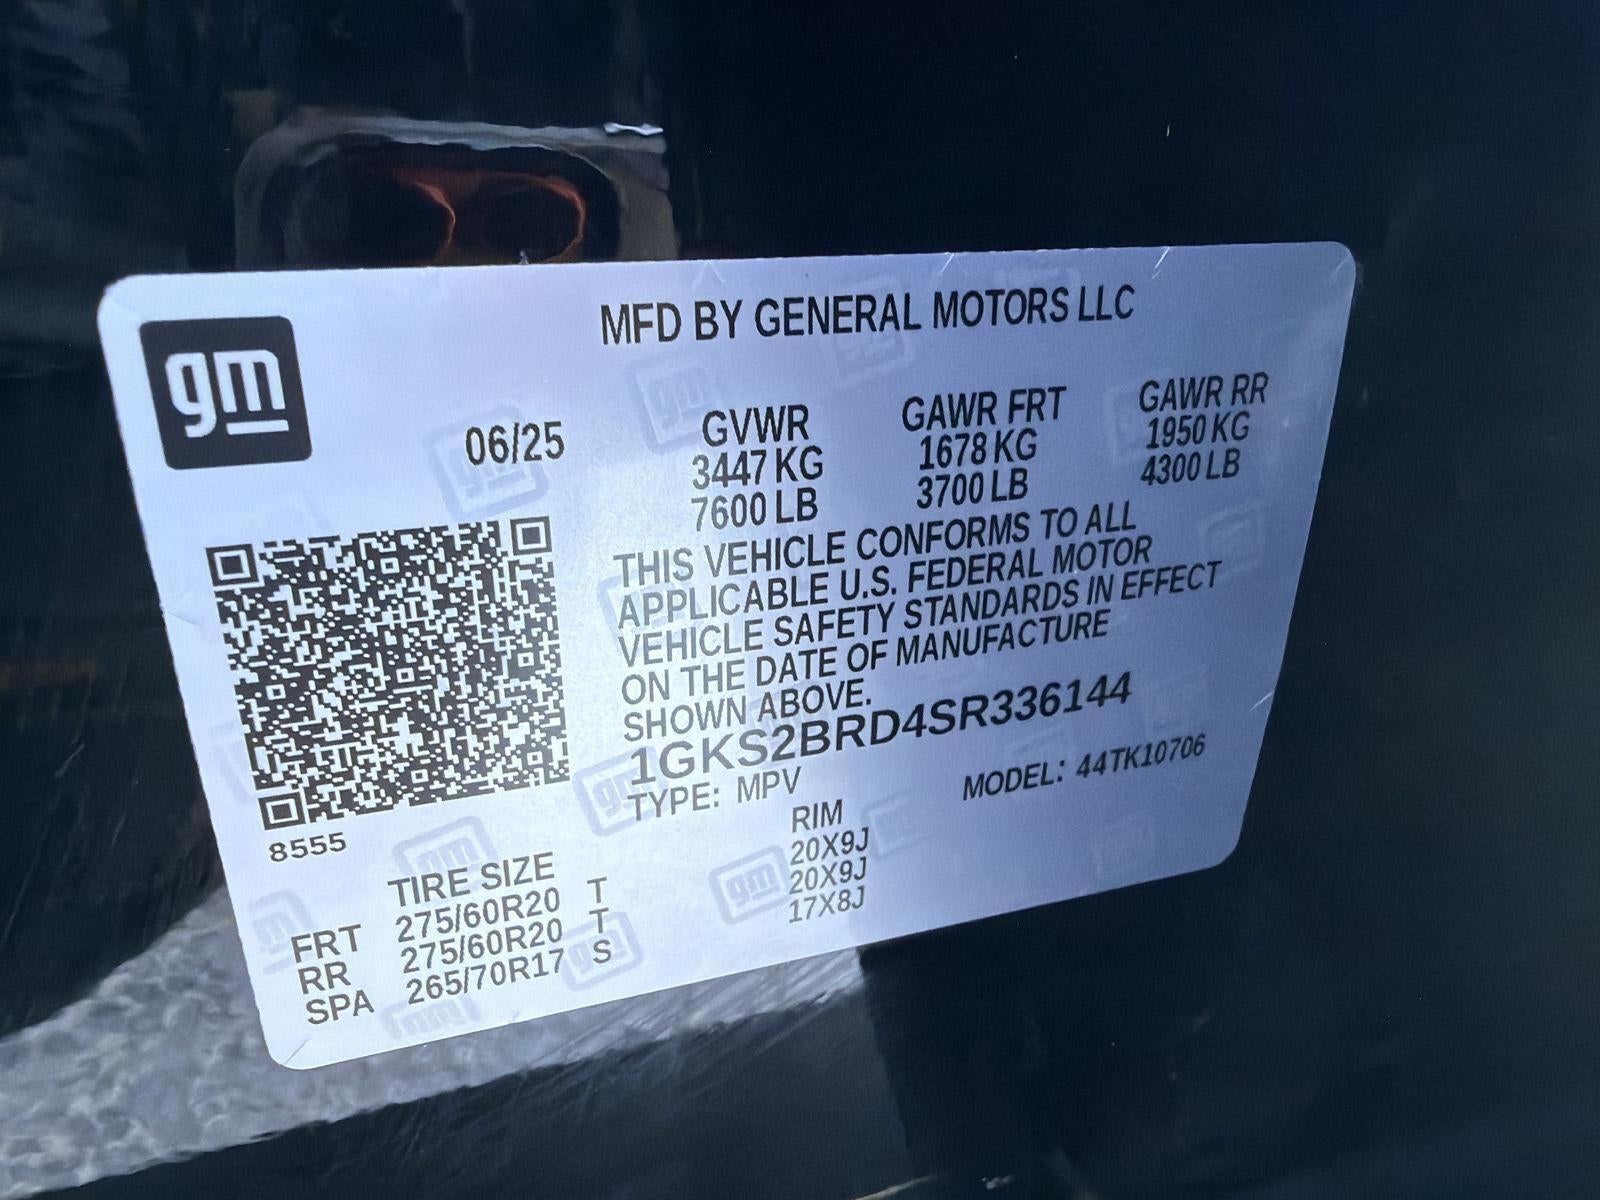 gm
MFD BY GENERAL MOTORS LLC
06/25 GVWR GAWR FRT GAWR RR
3447 KG 1678 KG 1950 KG
7600 LB 3700 LB 4300 LB
THIS VEHICLE CONFORMS TO ALL
APPLICABLE U.S. FEDERAL MOTOR
VEHICLE SAFETY STANDARDS IN EFFECT
ON THE DATE OF MANUFACTURE
SHOWN ABOVE.
1GKS2BRD4SR336144
TYPE: MPV MODEL: 44TK10706
8555
TIRE SIZE RIM
FRT 275/60R20 T 20X9J
RR 275/60R20 T 20X9J
SPA 265/70R17 S 17X8J